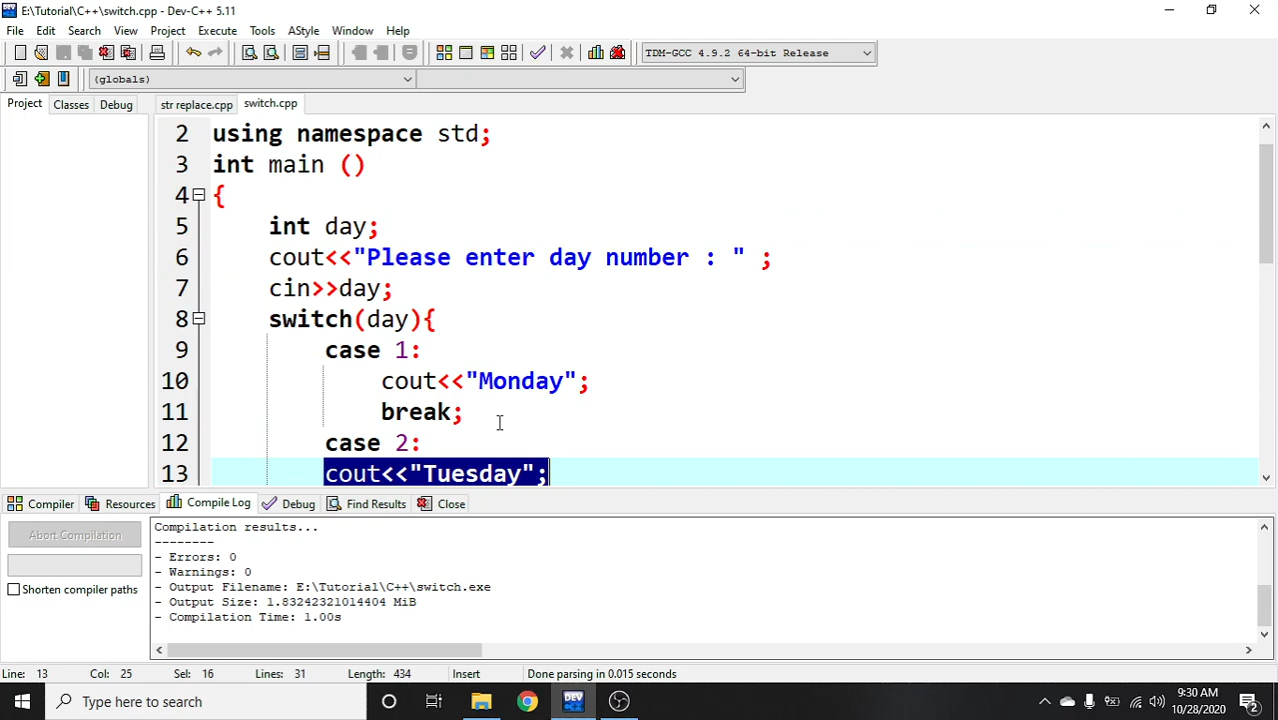 E:\Tutorial\C++\switch.cpp - Dev-C++ 5.11
File Edit Search View Project Execute Tools AStyle Window Help
TDM-GCC 4.9.2 64-bit Release
(globals)
Project Classes Debug str replace.cpp switch.cpp
2 using namespace std;
3 int main ()
4 {
5 int day;
6 cout<<"Please enter day number : " ;
7 cin>>day;
8 switch(day){
9 case 1:
10 cout<<"Monday";
11 break;
12 case 2:
13 cout<<"Tuesday";
Compiler Resources Compile Log Debug Find Results Close
Abort Compilation
Shorten compiler paths
Compilation results...
--------
- Errors: 0
- Warnings: 0
- Output Filename: E:\Tutorial\C++\switch.exe
- Output Size: 1.83242321014404 MiB
- Compilation Time: 1.00s
Line: 13 Col: 25 Sel: 16 Lines: 31 Length: 434 Insert Done parsing in 0.015 seconds
Type here to search
DEV
9:30 AM
10/28/2020
2